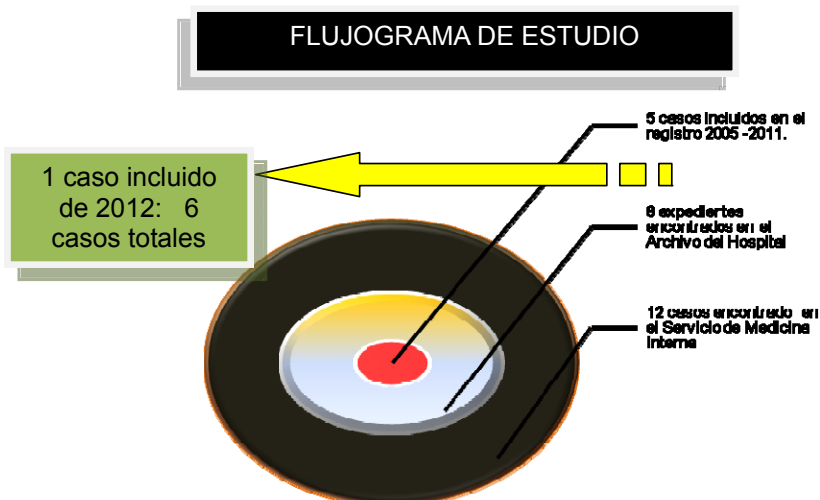 FLUJOGRAMA DE ESTUDIO
5 casos incluidos en el
registro 2005 -2011.
1 caso incluido
de 2012: 6
casos totales
expedientes
encontrados en el
Archivo del Hospital
12 casos encontrado en
el Servicio de Medicina
Interna